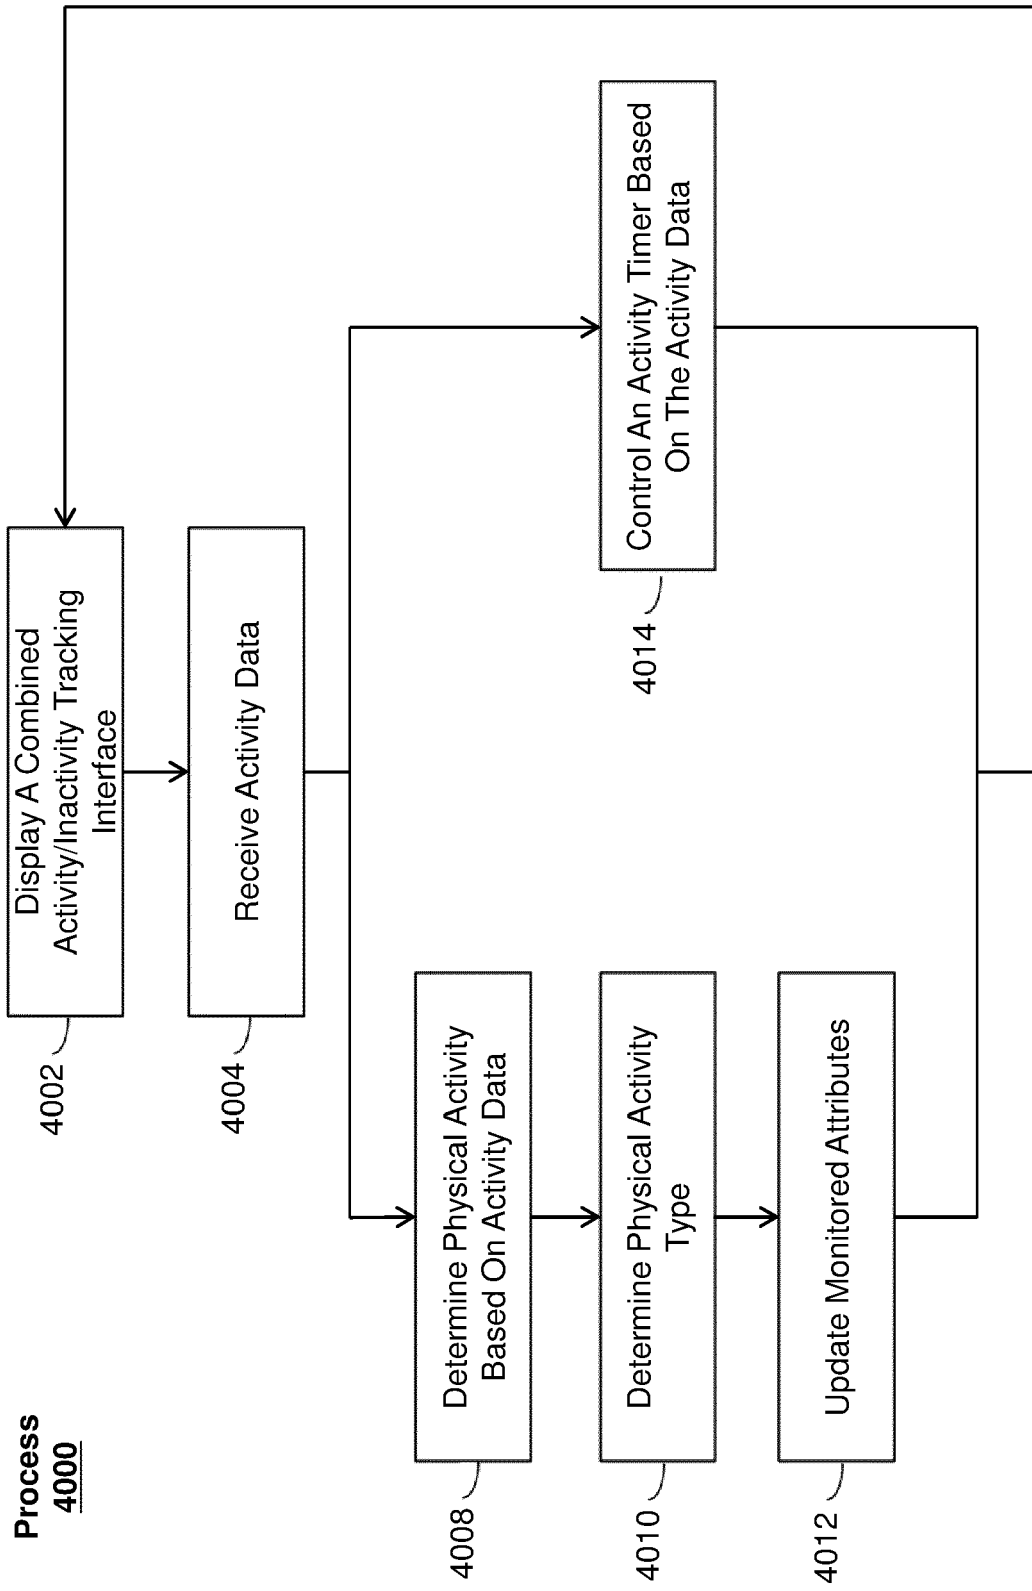 Process
4000
4002
Display A Combined
Activity/Inactivity Tracking
Interface
4004
Receive Activity Data
4008
Determine Physical Activity
Based On Activity Data
4010
Determine Physical Activity
Type
4012
Update Monitored Attributes
4014
Control An Activity Timer Based
On The Activity Data